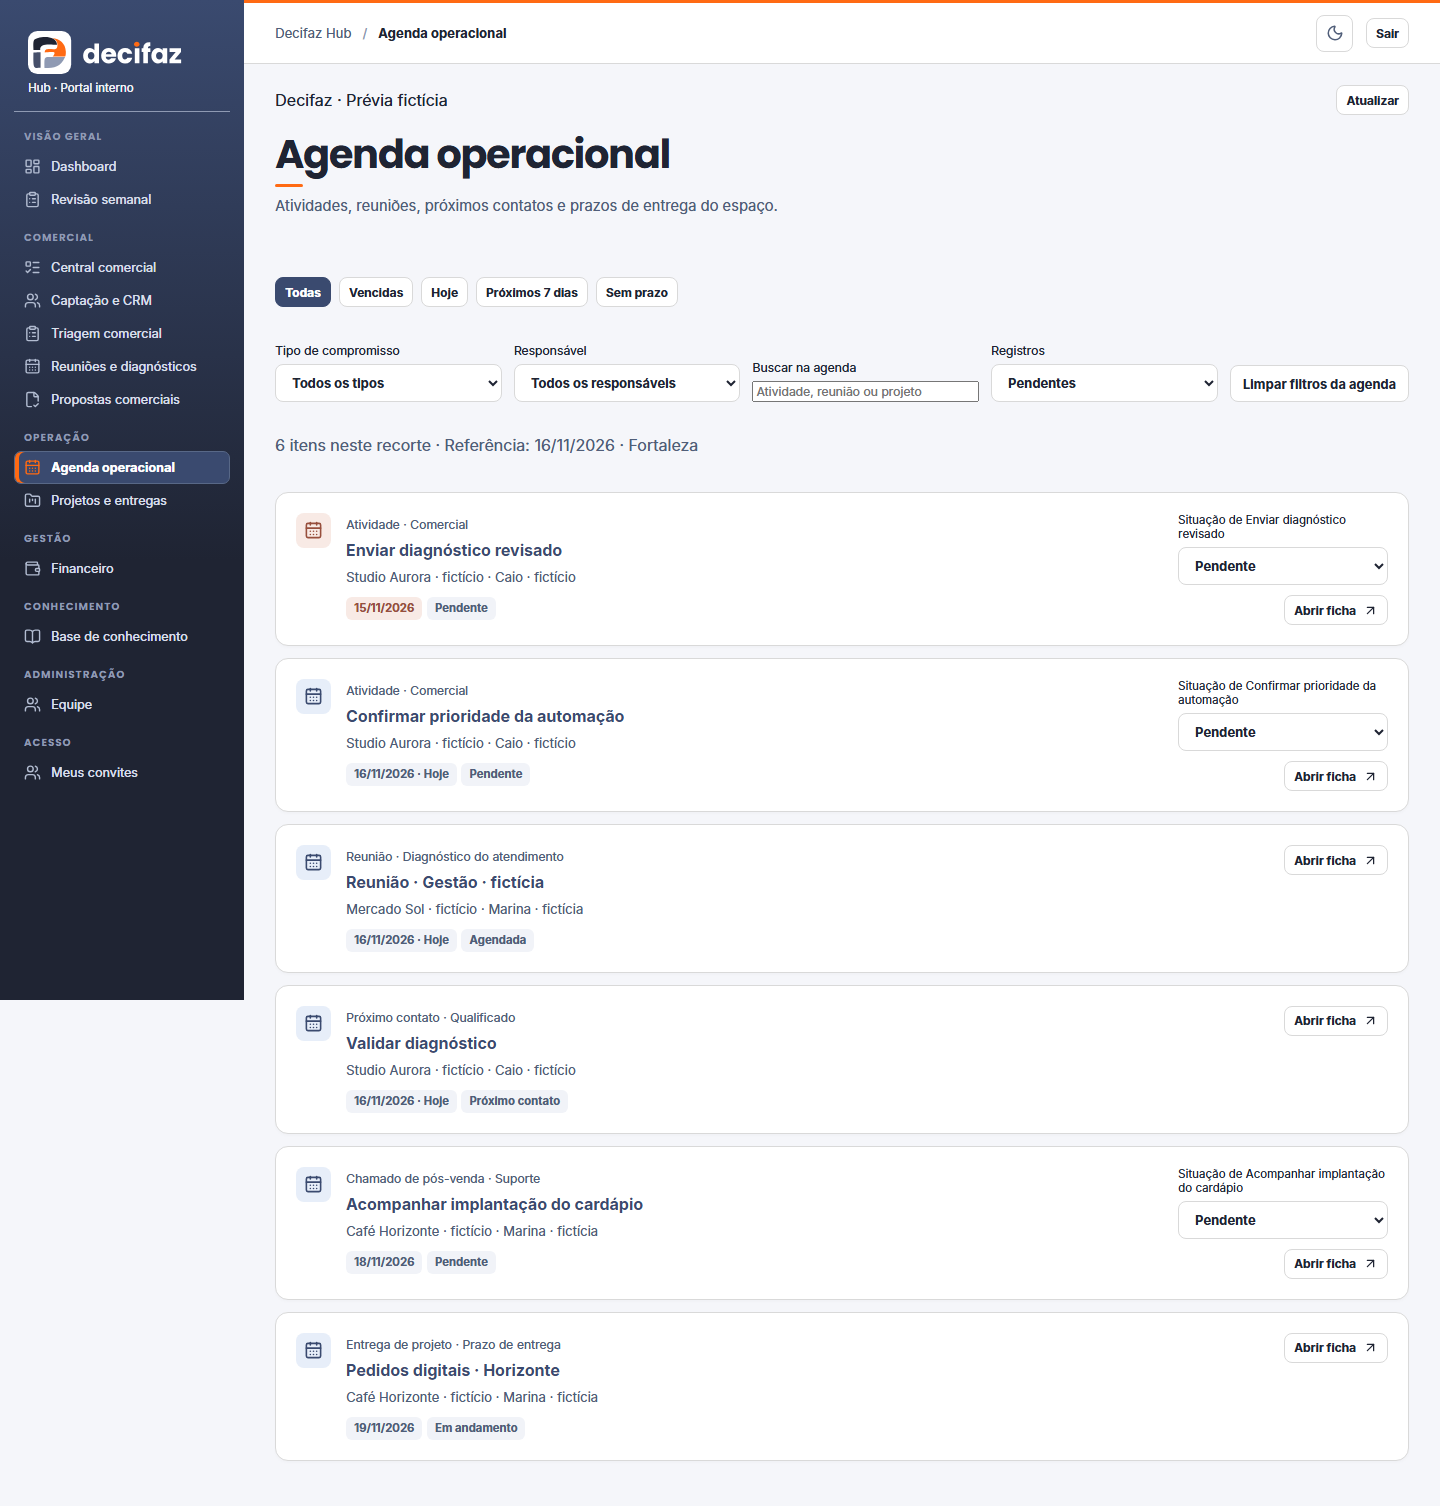 decifaz
Hub · Portal interno
VISÃO GERAL
Dashboard
Revisão semanal
COMERCIAL
Central comercial
Captação e CRM
Triagem comercial
Reuniões e diagnósticos
Propostas comerciais
OPERAÇÃO
Agenda operacional
Projetos e entregas
GESTÃO
Financeiro
CONHECIMENTO
Base de conhecimento
ADMINISTRAÇÃO
Equipe
ACESSO
Meus convites
Decifaz Hub / Agenda operacional
Sair
Decifaz · Prévia fictícia
Atualizar
Agenda operacional
Atividades, reuniões, próximos contatos e prazos de entrega do espaço.
Todas Vencidas Hoje Próximos 7 dias Sem prazo
Tipo de compromisso
Todos os tipos
Responsável
Todos os responsáveis
Buscar na agenda
Atividade, reunião ou projeto
Registros
Pendentes
Limpar filtros da agenda
6 itens neste recorte · Referência: 16/11/2026 · Fortaleza
Atividade · Comercial
Enviar diagnóstico revisado
Studio Aurora · fictício · Caio · fictício
15/11/2026 Pendente
Situação de Enviar diagnóstico
revisado
Pendente
Abrir ficha
Atividade · Comercial
Confirmar prioridade da automação
Studio Aurora · fictício · Caio · fictício
16/11/2026 · Hoje Pendente
Situação de Confirmar prioridade da
automação
Pendente
Abrir ficha
Reunião · Diagnóstico do atendimento
Reunião · Gestão · fictícia
Mercado Sol · fictício · Marina · fictícia
16/11/2026 · Hoje Agendada
Abrir ficha
Próximo contato · Qualificado
Validar diagnóstico
Studio Aurora · fictício · Caio · fictício
16/11/2026 · Hoje Próximo contato
Abrir ficha
Chamado de pós-venda · Suporte
Acompanhar implantação do cardápio
Café Horizonte · fictício · Marina · fictícia
18/11/2026 Pendente
Situação de Acompanhar implantação
do cardápio
Pendente
Abrir ficha
Entrega de projeto · Prazo de entrega
Pedidos digitais · Horizonte
Café Horizonte · fictício · Marina · fictícia
19/11/2026 Em andamento
Abrir ficha